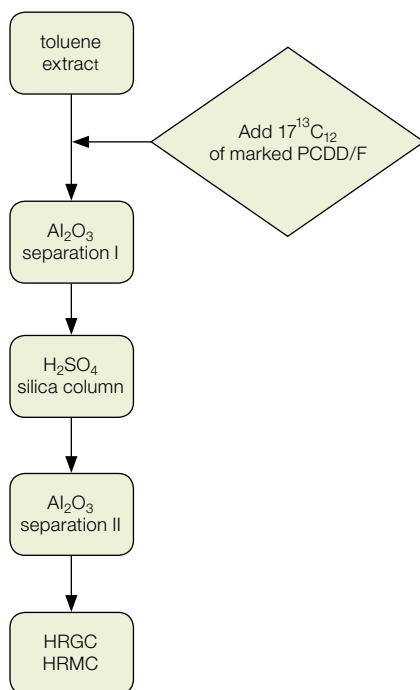 toluene
extract
Add 17¹³C₁₂
of marked PCDD/F
Al₂O₃
separation I
H₂SO₄
silica column
Al₂O₃
separation II
HRGC
HRMC